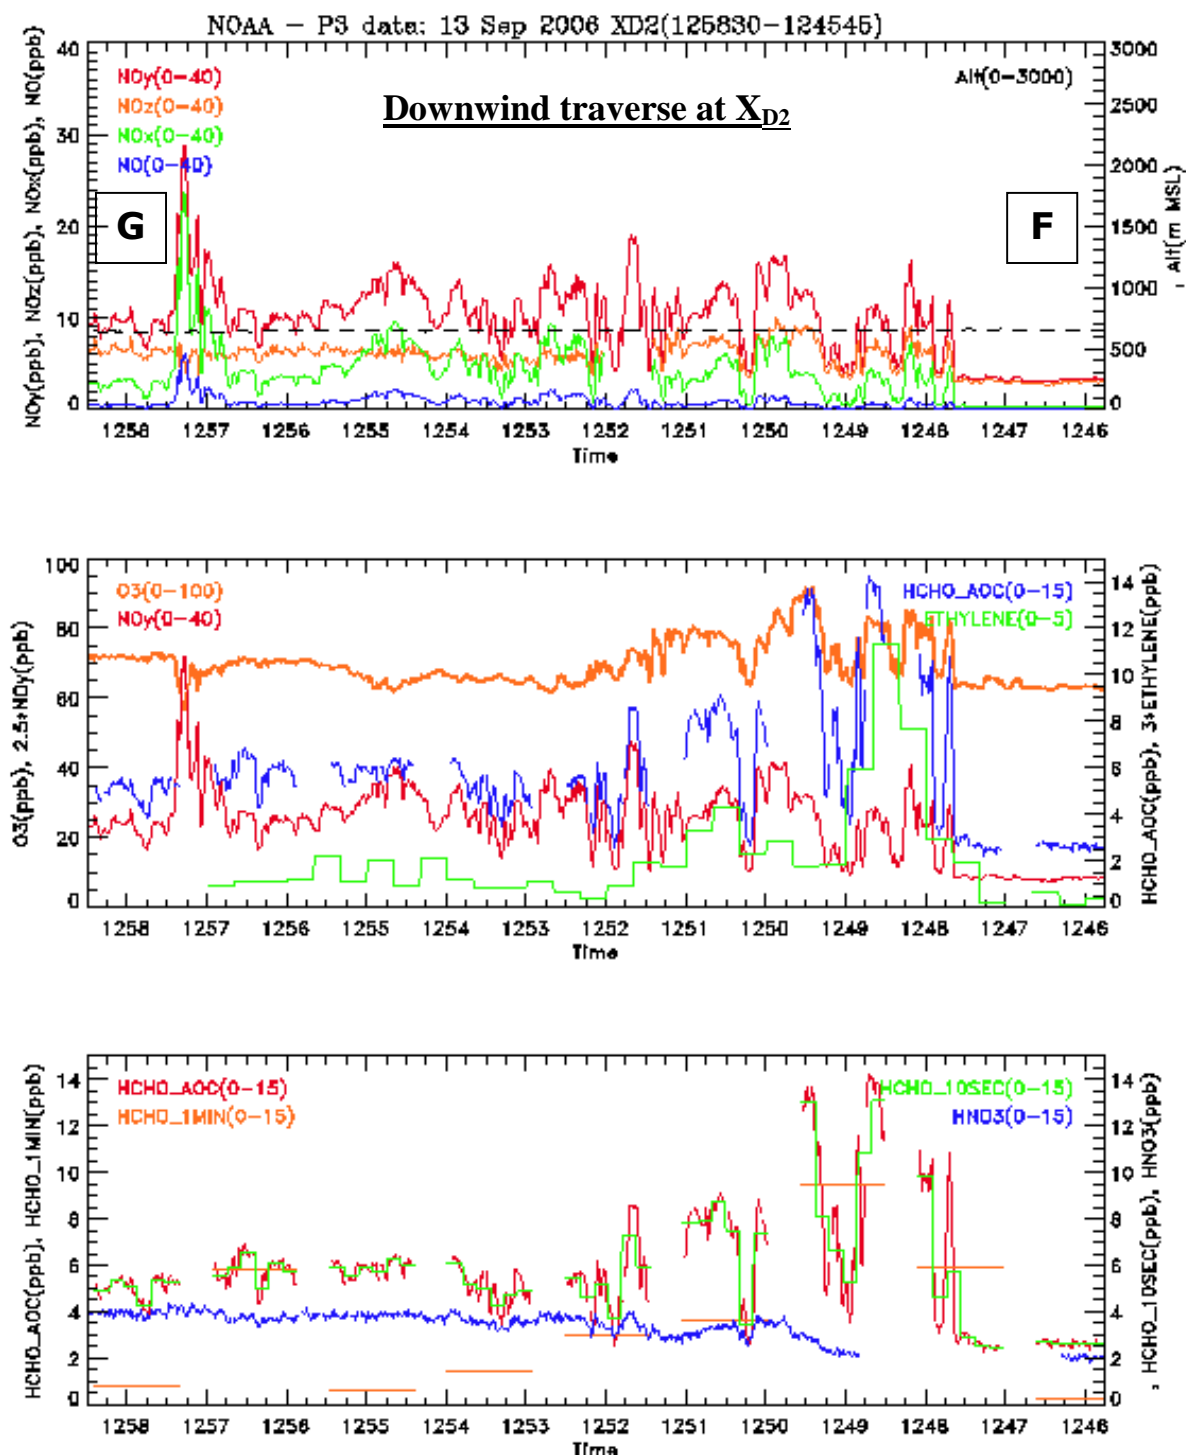 NOAA − P3 data: 13 Sep 2006 XD2(125830−124545)
NOy(ppb), NOz(ppb), NOx(ppb), NO(ppb)
40
30
20
10
0
NOy(0−40)
NOz(0−40)
NOx(0−40)
NO(0−40)
Downwind traverse at XD2
Alt(0−3000)
G
F
3000
2500
2000
1500
1000
500
0
, Alt(m MSL)
1258 1257 1256 1255 1254 1253 1252 1251 1250 1249 1248 1247 1246
Time
O3(ppb), 2.5*NOy(ppb)
100
80
60
40
20
0
O3(0−100)
NOy(0−40)
HCHO_AOC(0−15)
ETHYLENE(0−5)
14
12
10
8
6
4
2
0
HCHO_AOC(ppb), 3*ETHYLENE(ppb)
1258 1257 1256 1255 1254 1253 1252 1251 1250 1249 1248 1247 1246
Time
HCHO_AOC(ppb), HCHO_1MIN(ppb)
14
12
10
8
6
4
2
0
HCHO_AOC(0−15)
HCHO_1MIN(0−15)
HCHO_10SEC(0−15)
HNO3(0−15)
14
12
10
8
6
4
2
0
, HCHO_10SEC(ppb), HNO3(ppb)
1258 1257 1256 1255 1254 1253 1252 1251 1250 1249 1248 1247 1246
Time